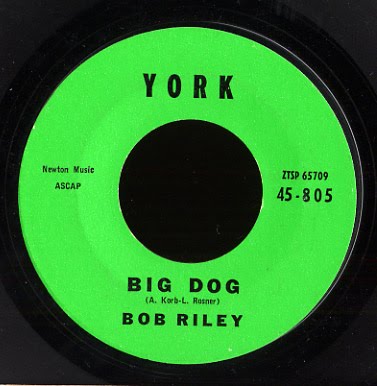 YORK
Newton Music
ASCAP
ZTSP 65709
45-805
BIG DOG
(A. Korb-L. Rosner)
BOB RILEY